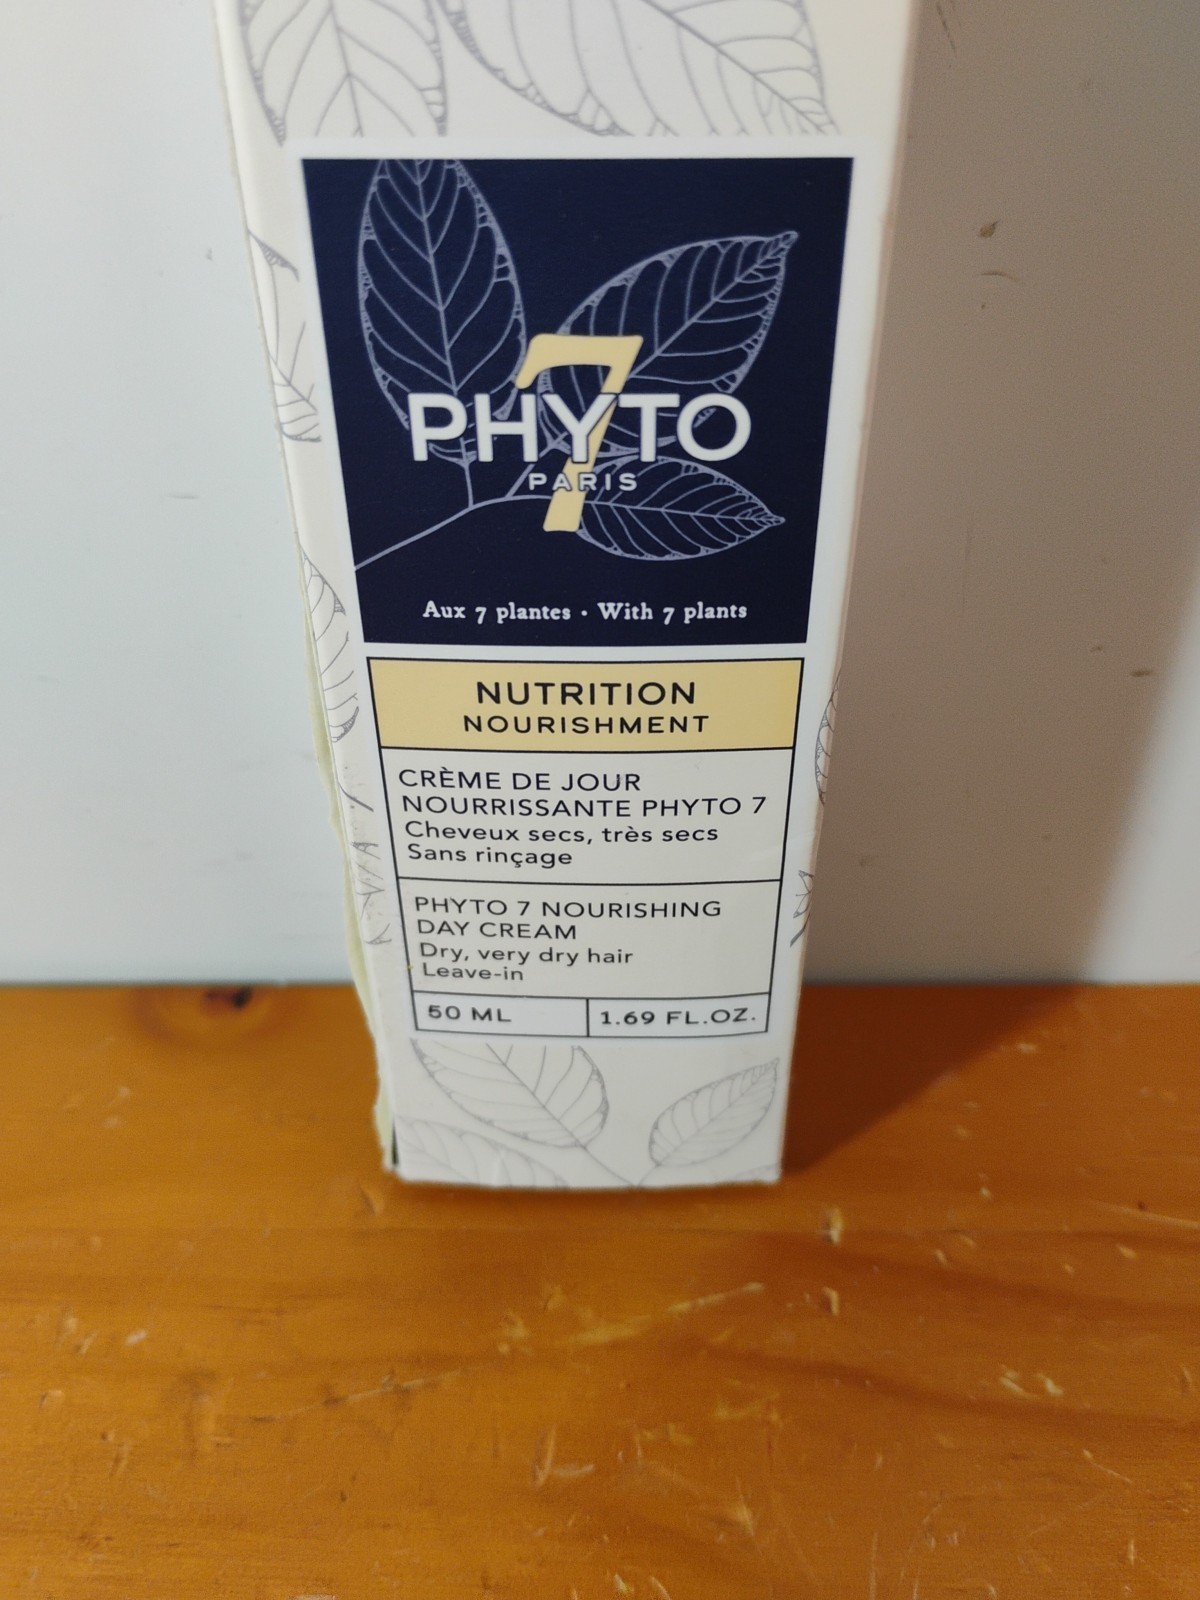 7
PHYTO
PARIS
Aux 7 plantes · With 7 plants
NUTRITION
NOURISHMENT
CRÈME DE JOUR
NOURRISSANTE PHYTO 7
Cheveux secs, très secs
Sans rinçage
PHYTO 7 NOURISHING
DAY CREAM
Dry, very dry hair
Leave-in
50 ML
1.69 FL.OZ.